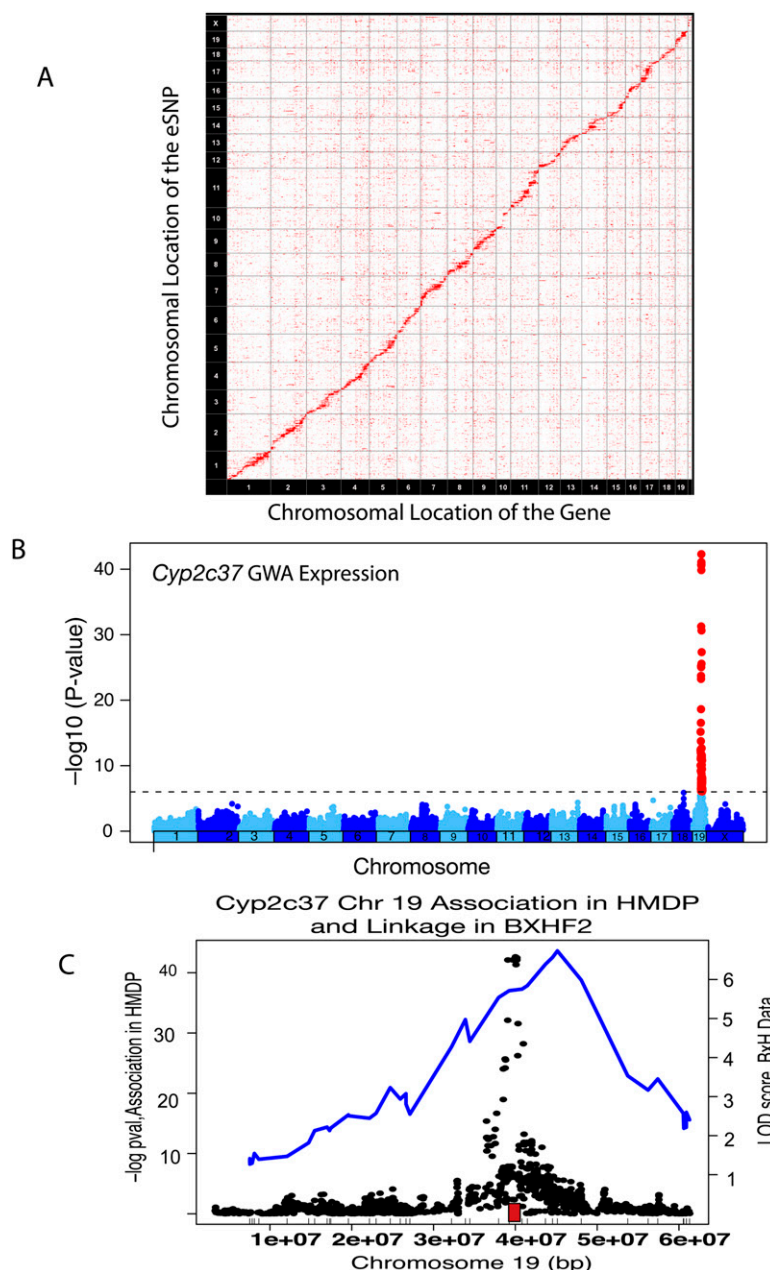 A
Chromosomal Location of the eSNP
X
19
18
17
16
15
14
13
12
11
10
9
8
7
6
5
4
3
2
1
1 2 3 4 5 6 7 8 9 10 11 12 13 14 15 16 17 18 19
Chromosomal Location of the Gene
B
Cyp2c37 GWA Expression
−log10 (P-value)
40
30
20
10
0
1 2 3 4 5 6 7 8 9 10 11 12 13 14 15 16 17 18 19 X
Chromosome
Cyp2c37 Chr 19 Association in HMDP
and Linkage in BXHF2
C
−log pval,Association in HMDP
40
30
20
10
0
LOD score, BxH Data
6
5
4
3
2
1
1e+07 2e+07 3e+07 4e+07 5e+07 6e+07
Chromosome 19 (bp)